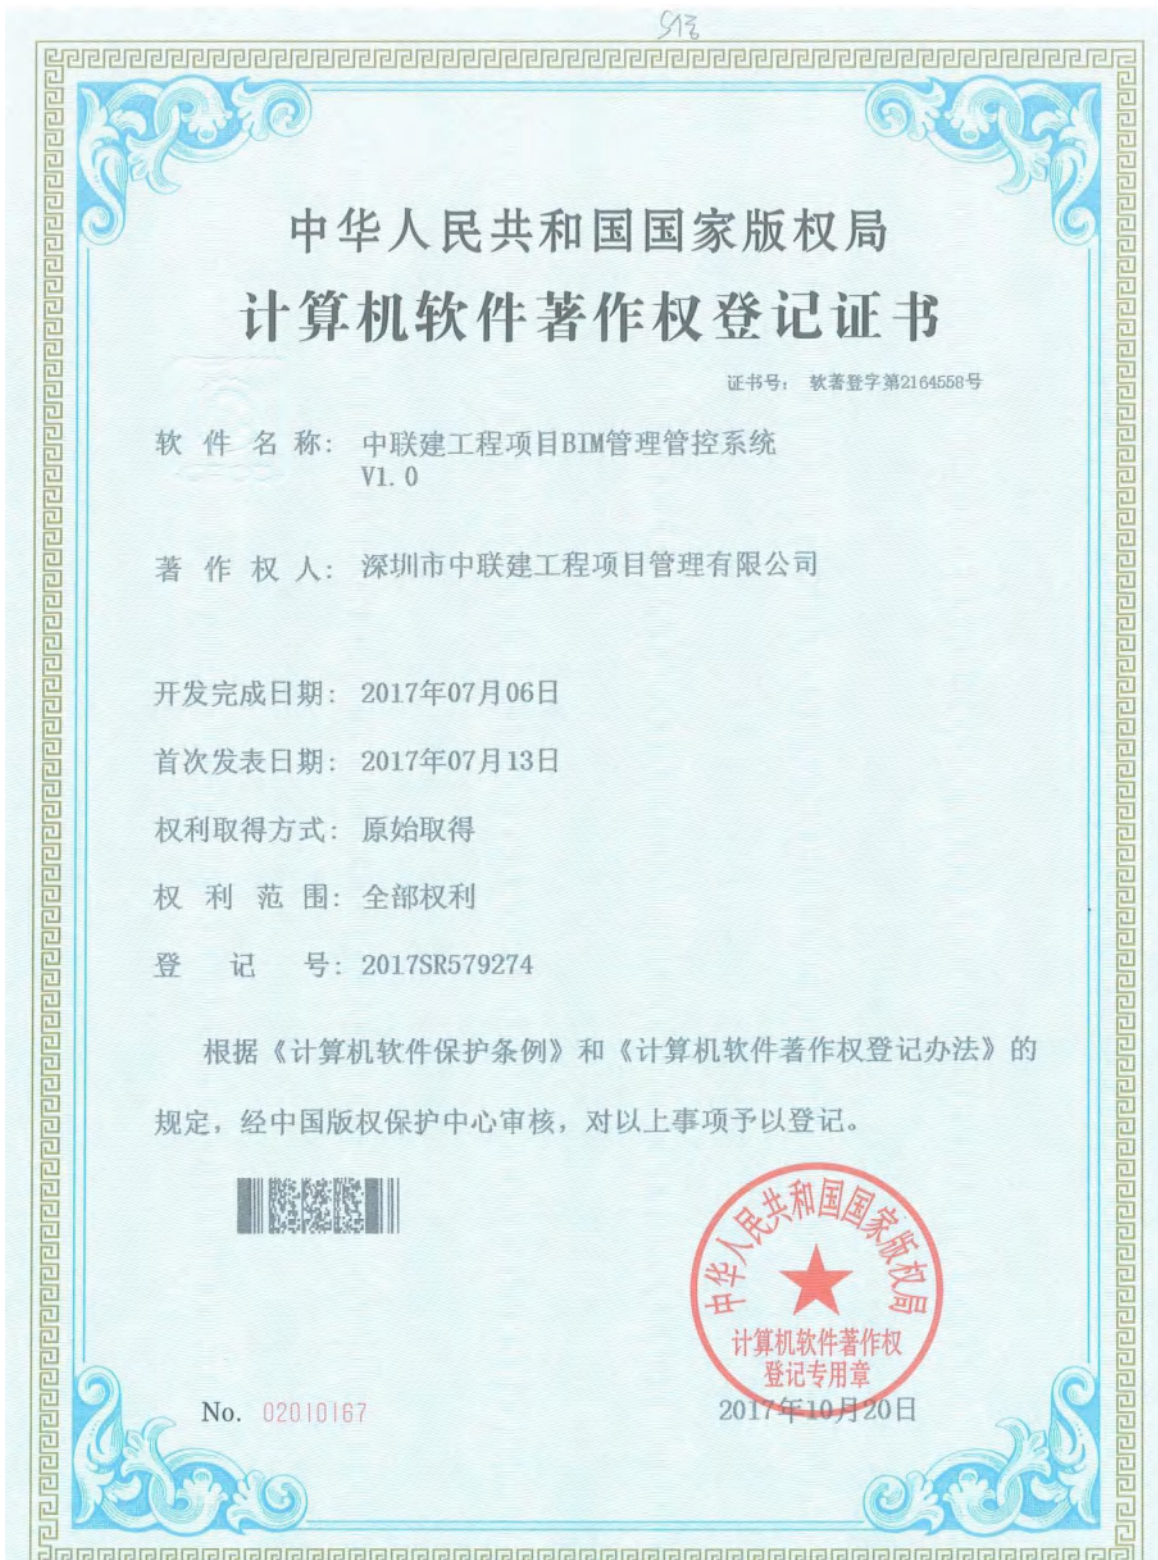 中华人民共和国国家版权局
计算机软件著作权登记证书
证书号: 软著登字第2164558号
软件名称: 中联建工程项目BIM管理管控系统
V1.0
著作权人: 深圳市中联建工程项目管理有限公司
开发完成日期: 2017年07月06日
首次发表日期: 2017年07月13日
权利取得方式: 原始取得
权利范围: 全部权利
登记号: 2017SR579274
根据《计算机软件保护条例》和《计算机软件著作权登记办法》的
规定，经中国版权保护中心审核，对以上事项予以登记。
中华人民共和国国家版权局
计算机软件著作权
登记专用章
No. 02010167
2017年10月20日